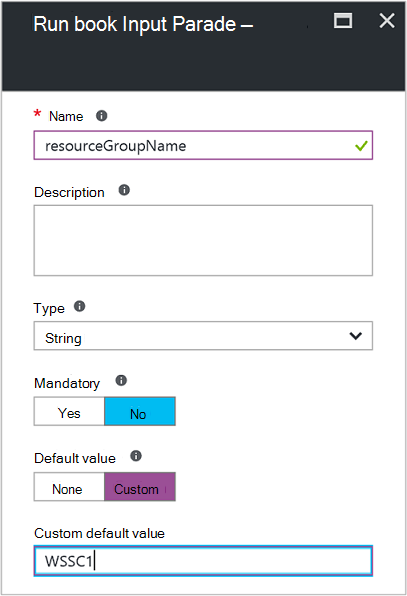 Run book Input Parade –
* Name
resourceGroupName
Description
Type
String
Mandatory
Yes No
Default value
None Custom
Custom default value
WSSC1